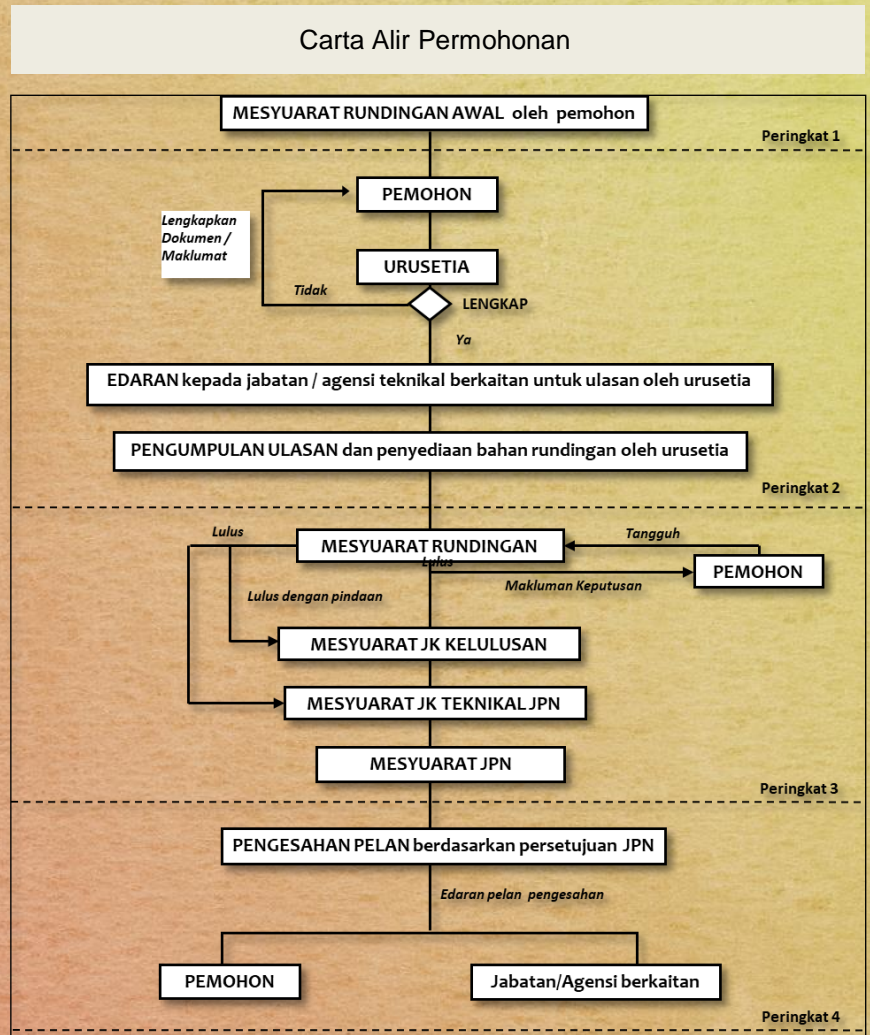 Carta Alir Permohonan
MESYUARAT RUNDINGAN AWAL oleh pemohon
Peringkat 1
PEMOHON
Lengkapkan
Dokumen /
Maklumat
URUSETIA
Tidak
LENGKAP
Ya
EDARAN kepada jabatan / agensi teknikal berkaitan untuk ulasan oleh urusetia
PENGUMPULAN ULASAN dan penyediaan bahan rundingan oleh urusetia
Peringkat 2
Lulus
MESYUARAT RUNDINGAN
Tangguh
Lulus
PEMOHON
Makluman Keputusan
Lulus dengan pindaan
MESYUARAT JK KELULUSAN
MESYUARAT JK TEKNIKAL JPN
MESYUARAT JPN
Peringkat 3
PENGESAHAN PELAN berdasarkan persetujuan JPN
Edaran pelan pengesahan
PEMOHON
Jabatan/Agensi berkaitan
Peringkat 4